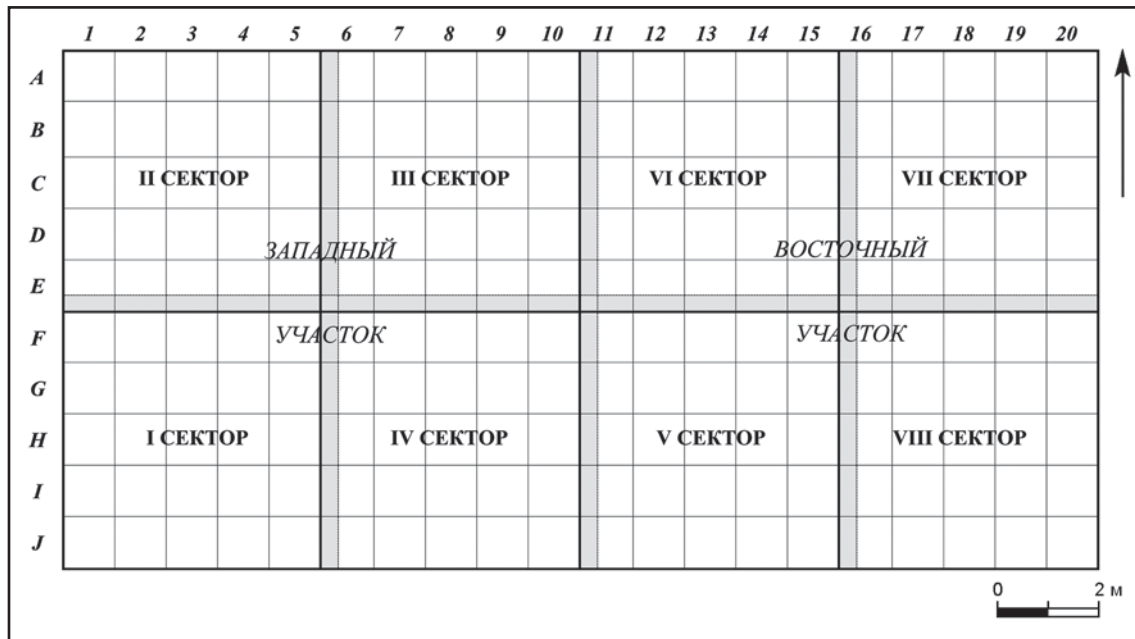 1 2 3 4 5 6 7 8 9 10 11 12 13 14 15 16 17 18 19 20
A
B
C II СЕКТОР III СЕКТОР VI СЕКТОР VII СЕКТОР
D
ЗАПАДНЫЙ ВОСТОЧНЫЙ
E
F УЧАСТОК УЧАСТОК
G
H I СЕКТОР IV СЕКТОР V СЕКТОР VIII СЕКТОР
I
J
0 2 м